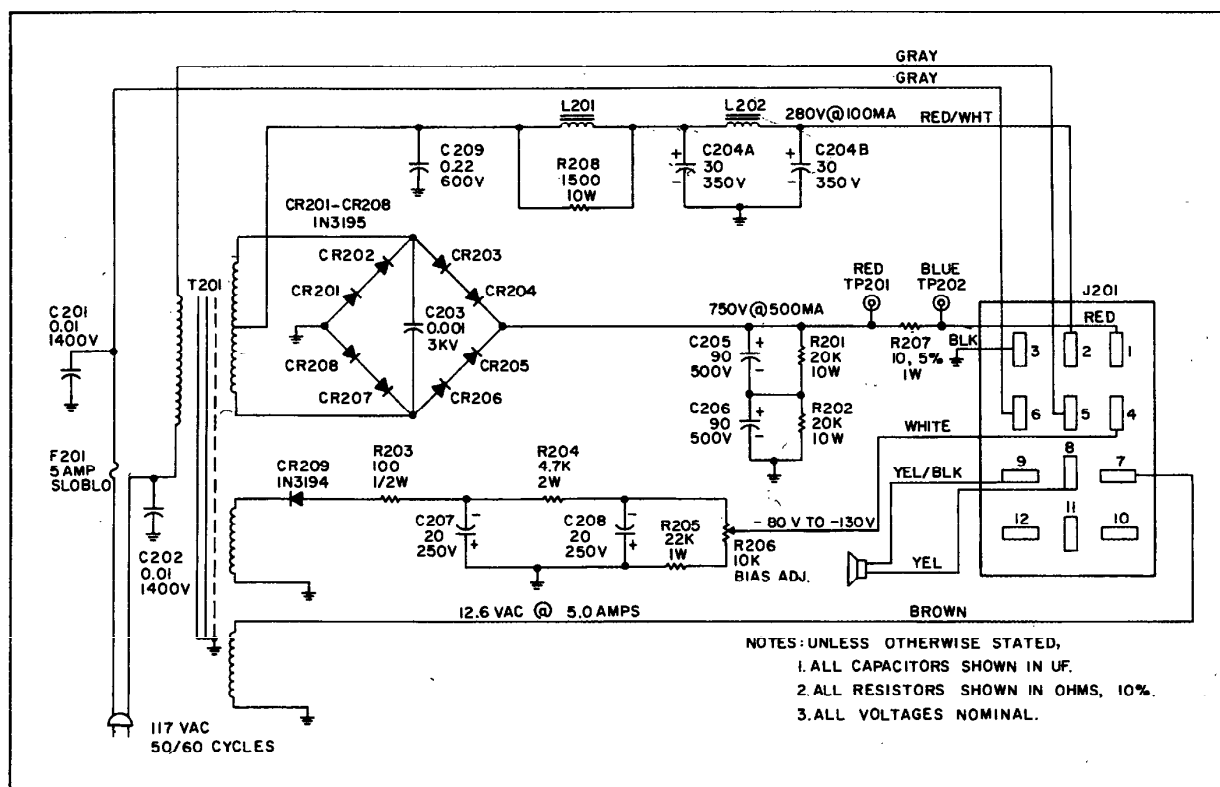 GRAY
GRAY
L201
L202
280V@100MA
RED/WHT
C209
0.22
600V
R208
1500
10W
+
C204A
30
350V
-
+
C204B
30
350V
-
CR201-CR208
1N3195
CR202
CR203
CR201
CR204
C203
0.001
3KV
CR208
CR205
CR207
CR206
T201
C201
0.01
1400V
RED
TP201
BLUE
TP202
750V@500MA
J201
RED
BLK
C205
90
500V
+
-
R201
20K
10W
R207
10, 5%
1W
C206
90
500V
+
-
R202
20K
10W
3
2
1
6
5
4
WHITE
F201
5 AMP
SLOBLO
CR209
1N3194
R203
100
1/2W
R204
4.7K
2W
YEL/BLK
9
8
7
C207
20
250V
-
+
C208
20
250V
-
+
R205
22K
1W
- 80 V TO -130V
R206
10K
BIAS ADJ.
12
11
10
C202
0.01
1400V
YEL
12.6 VAC @ 5.0 AMPS
BROWN
NOTES: UNLESS OTHERWISE STATED,
1. ALL CAPACITORS SHOWN IN UF.
2. ALL RESISTORS SHOWN IN OHMS, 10%.
3. ALL VOLTAGES NOMINAL.
117 VAC
50/60 CYCLES